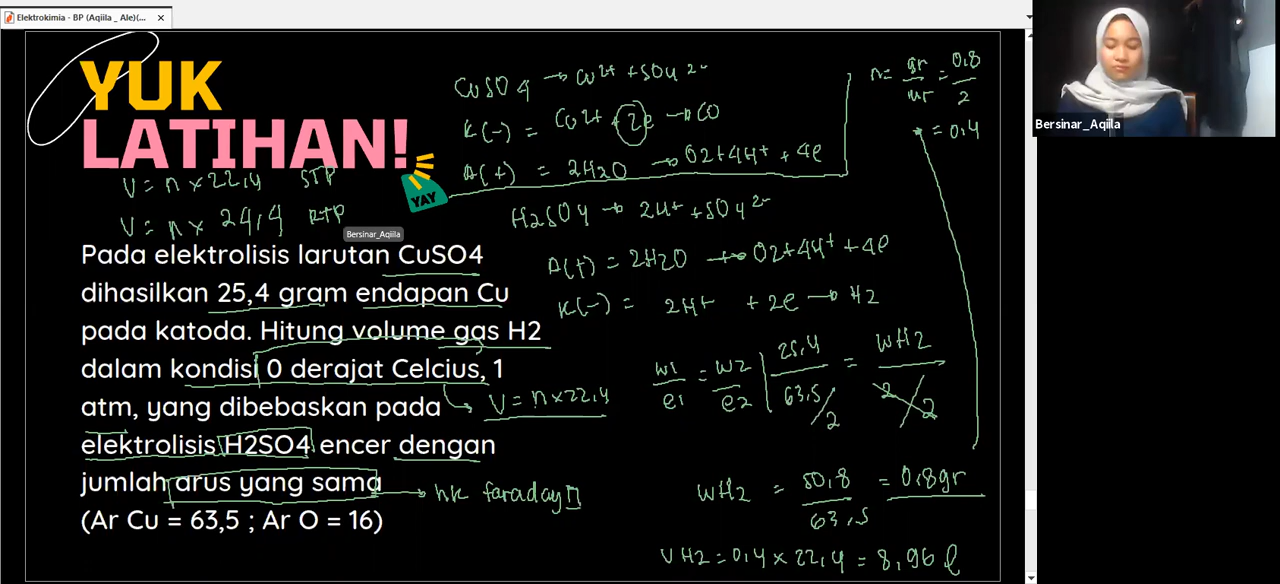 Elektrokimia - BP (Aqiila _ Ale)(...
YUK
LATIHAN!
YAY
V = n x 22,4 STP
V = n x 24,4 RTP
Bersinar_Aqiila
Pada elektrolisis larutan CuSO4
dihasilkan 25,4 gram endapan Cu
pada katoda. Hitung volume gas H2
dalam kondisi 0 derajat Celcius, 1
atm, yang dibebaskan pada
elektrolisis H2SO4 encer dengan
jumlah arus yang sama
(Ar Cu = 63,5 ; Ar O = 16)
V = n x 22,4
hk faraday
CuSO4 → Cu2+ + SO4 2-
K(-) = Cu2+ + 2e → CO
A(+) = 2H2O → O2 + 4H+ + 4e
H2SO4 → 2H+ + SO4 2-
A(+) = 2H2O → O2 + 4H+ + 4e
K(-) = 2H+ + 2e → H2
w1/e1 = w2/e2 | 25,4 / 63,5/2 = WH2 / 2/2
WH2 = 50,8/63,5 = 0,8gr
VH2 = 0,4 x 22,4 = 8,96 l
n = gr/mr = 0,8/2
= 0,4
Bersinar_Aqiila